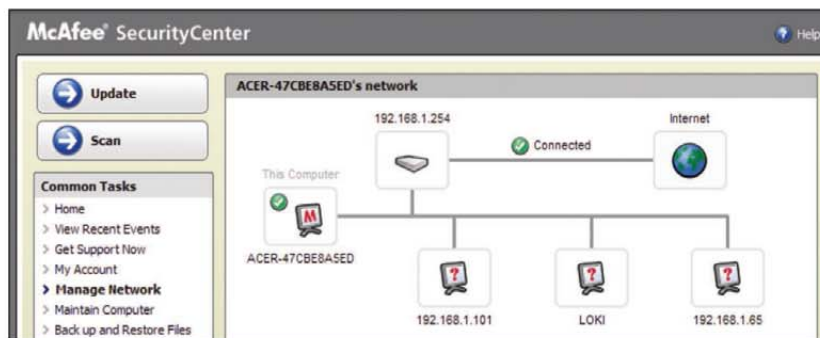 McAfee® SecurityCenter
Help
Update
Scan
Common Tasks
> Home
> View Recent Events
> Get Support Now
> My Account
> Manage Network
> Maintain Computer
> Back up and Restore Files
ACER-47CBE8A5ED's network
192.168.1.254
Internet
Connected
This Computer
M
ACER-47CBE8A5ED
?
?
?
192.168.1.101
LOKI
192.168.1.65